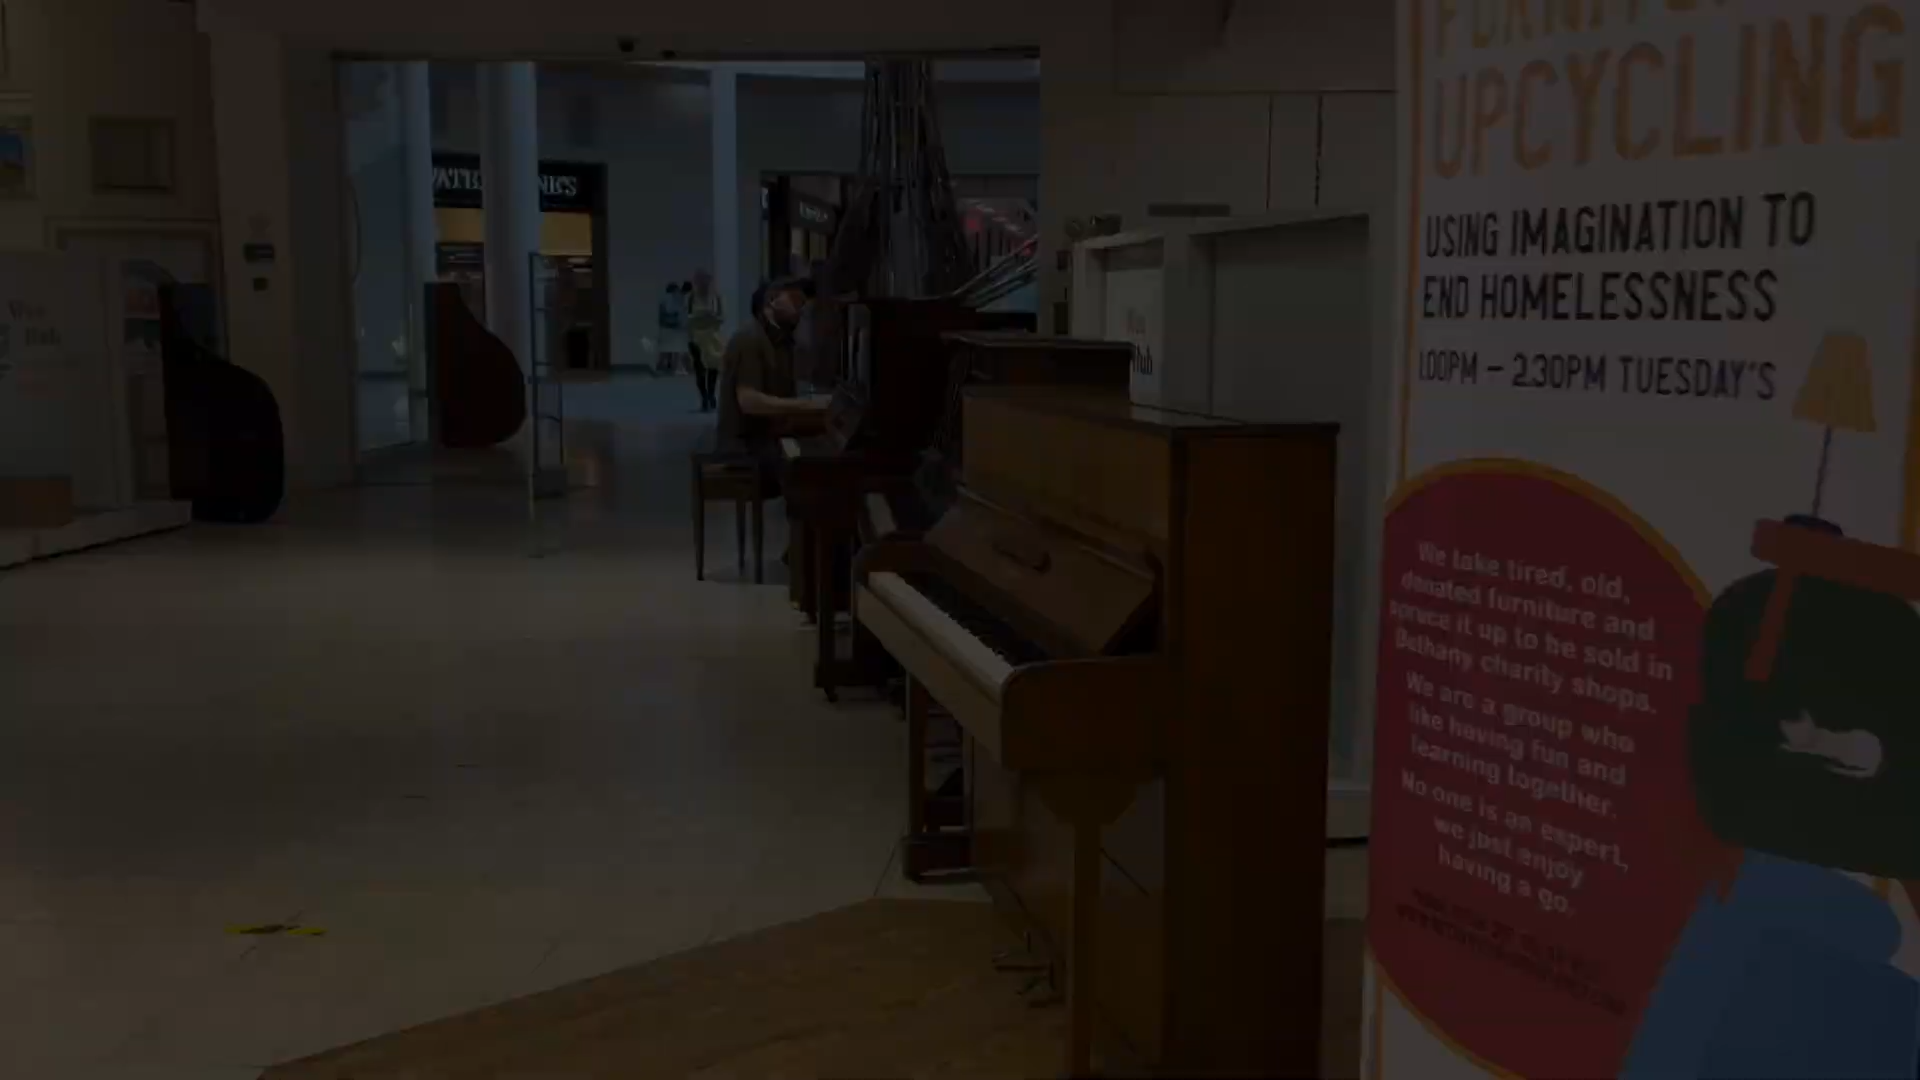 UPCYCLING
USING IMAGINATION TO
END HOMELESSNESS
1.00PM – 2.30PM TUESDAY'S
We take tired, old,
donated furniture and
spruce it up to be sold in
Bethany charity shops.
We are a group who
like having fun and
learning together.
No one is an expert,
we just enjoy
having a go.